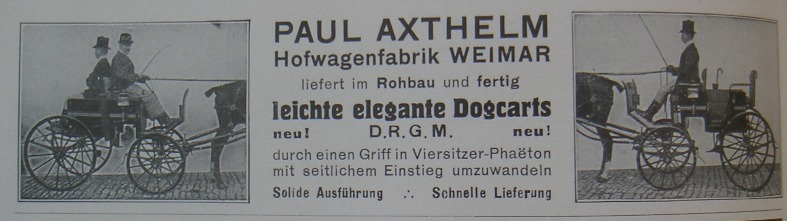 PAUL AXTHELM
Hofwagenfabrik WEIMAR
liefert im Rohbau und fertig
leichte elegante Dogcarts
neu! D.R.G.M. neu!
durch einen Griff in Viersitzer-Phaëton
mit seitlichem Einstieg umzuwandeln
Solide Ausführung ∴ Schnelle Lieferung